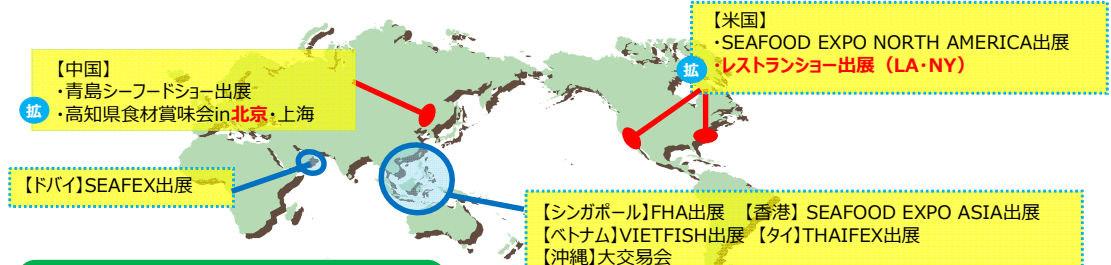 【中国】
・青島シーフードショー出展
拡 ・高知県食材賞味会in北京・上海
【米国】
・SEAFOOD EXPO NORTH AMERICA出展
拡 ・レストランショー出展（LA・NY）
【ドバイ】SEAFEX出展
【シンガポール】FHA出展 【香港】 SEAFOOD EXPO ASIA出展
【ベトナム】VIETFISH出展 【タイ】THAIFEX出展
【沖縄】大交易会